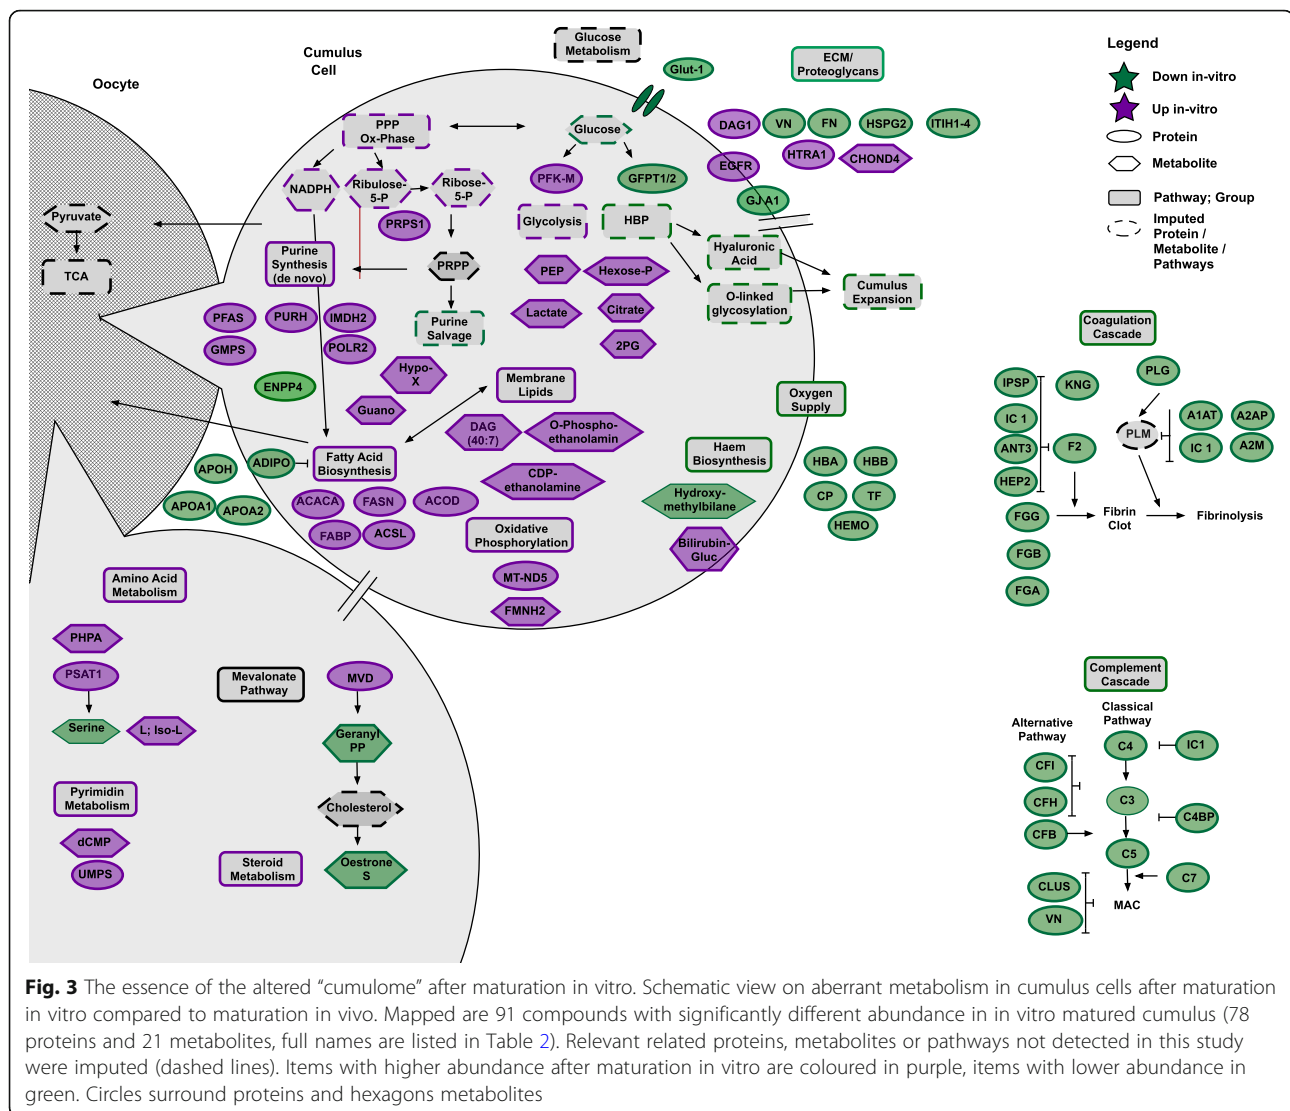 Oocyte
Cumulus
Cell
Glucose
Metabolism
Glut-1
ECM/
Proteoglycans
Legend
Down in-vitro
Up in-vitro
Protein
Metabolite
Pathway; Group
Imputed
Protein /
Metabolite /
Pathways
PPP
Ox-Phase
Glucose
DAG1
VN
FN
HSPG2
ITIH1-4
EGFR
HTRA1
CHOND4
GJ A1
NADPH
Ribulose-
5-P
Ribose-
5-P
PFK-M
GFPT1/2
PRPS1
Glycolysis
HBP
Pyruvate
TCA
Purine
Synthesis
(de novo)
PRPP
PEP
Hexose-P
Hyaluronic
Acid
O-linked
glycosylation
Cumulus
Expansion
Lactate
Citrate
2PG
PFAS
PURH
IMDH2
GMPS
POLR2
Purine
Salvage
ENPP4
Hypo-
X
Guano
Membrane
Lipids
DAG
(40:7)
O-Phospho-
ethanolamin
CDP-
ethanolamine
Oxygen
Supply
Haem
Biosynthesis
HBA
HBB
CP
TF
HEMO
Hydroxy-
methylbilane
Bilirubin-
Gluc
APOH
ADIPO
APOA1
APOA2
Fatty Acid
Biosynthesis
ACACA
FASN
ACOD
FABP
ACSL
Oxidative
Phosphorylation
MT-ND5
FMNH2
Coagulation
Cascade
IPSP
KNG
PLG
IC 1
ANT3
F2
HEP2
PLM
A1AT
A2AP
IC 1
A2M
FGG
Fibrin
Clot
Fibrinolysis
FGB
FGA
Amino Acid
Metabolism
PHPA
PSAT1
Serine
L; Iso-L
Pyrimidin
Metabolism
dCMP
UMPS
Mevalonate
Pathway
MVD
Geranyl
PP
Cholesterol
Steroid
Metabolism
Oestrone
S
Complement
Cascade
Alternative
Pathway
Classical
Pathway
C4
IC1
CFI
CFH
C3
CFB
C4BP
C5
CLUS
C7
VN
MAC
Fig. 3 The essence of the altered “cumulome” after maturation in vitro. Schematic view on aberrant metabolism in cumulus cells after maturation
in vitro compared to maturation in vivo. Mapped are 91 compounds with significantly different abundance in in vitro matured cumulus (78
proteins and 21 metabolites, full names are listed in Table 2). Relevant related proteins, metabolites or pathways not detected in this study
were imputed (dashed lines). Items with higher abundance after maturation in vitro are coloured in purple, items with lower abundance in
green. Circles surround proteins and hexagons metabolites